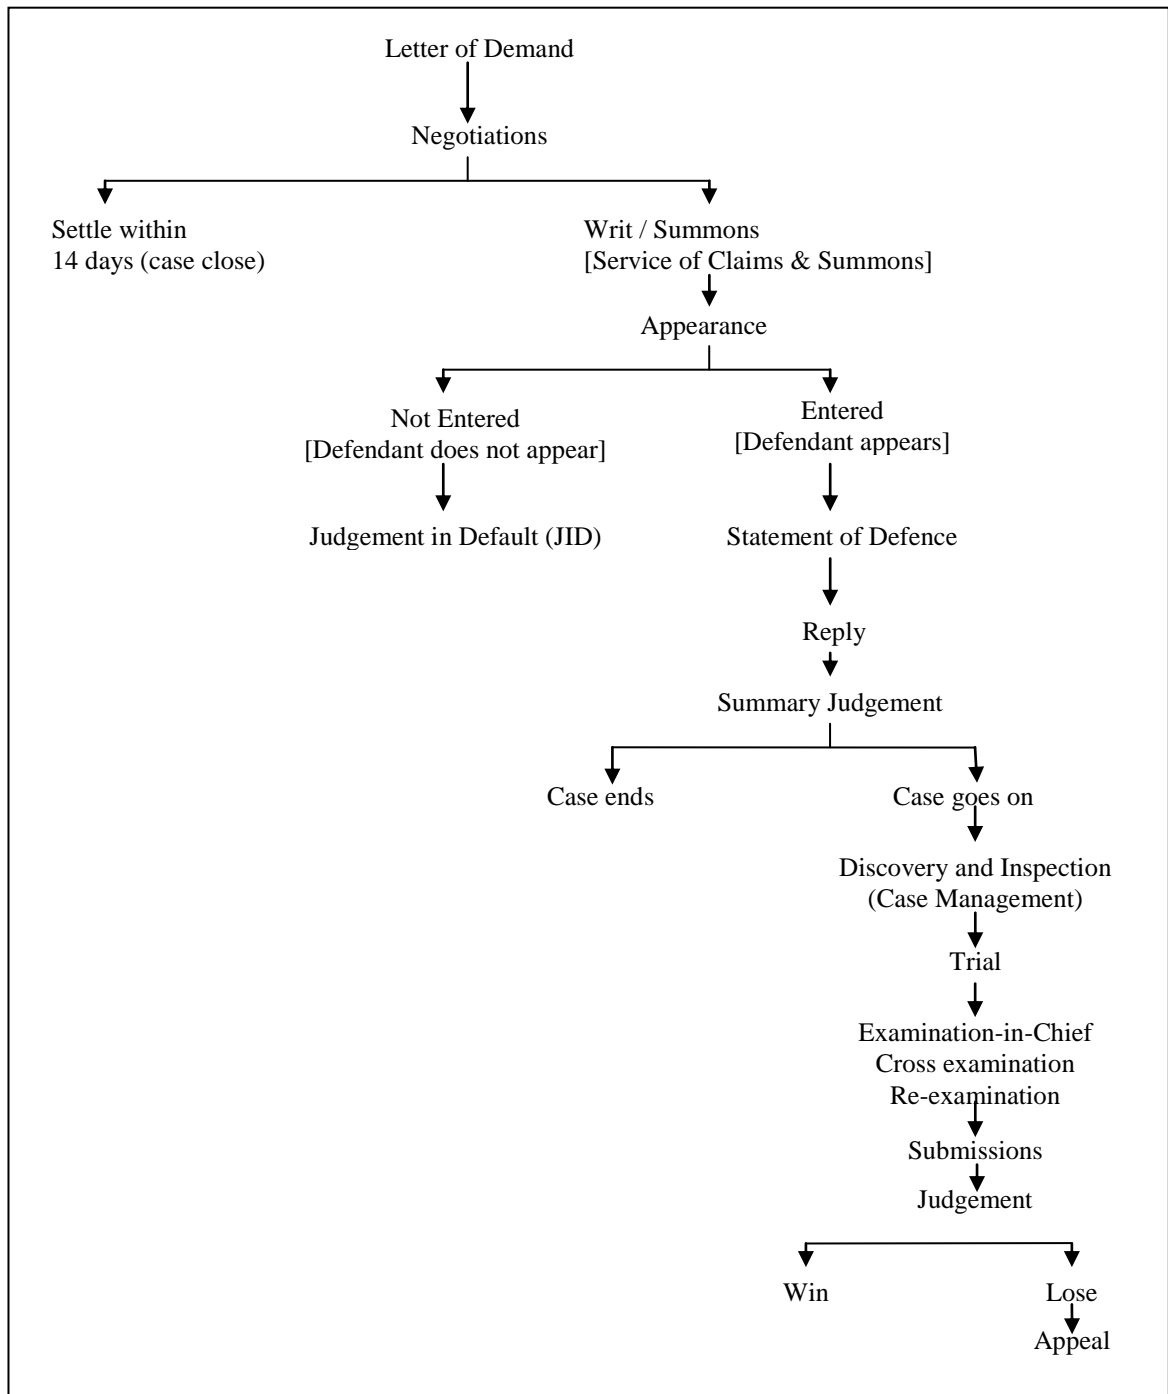 Letter of Demand
Negotiations
Settle within
14 days (case close)
Writ / Summons
[Service of Claims & Summons]
Appearance
Not Entered
[Defendant does not appear]
Entered
[Defendant appears]
Judgement in Default (JID)
Statement of Defence
Reply
Summary Judgement
Case ends
Case goes on
Discovery and Inspection
(Case Management)
Trial
Examination-in-Chief
Cross examination
Re-examination
Submissions
Judgement
Win
Lose
Appeal